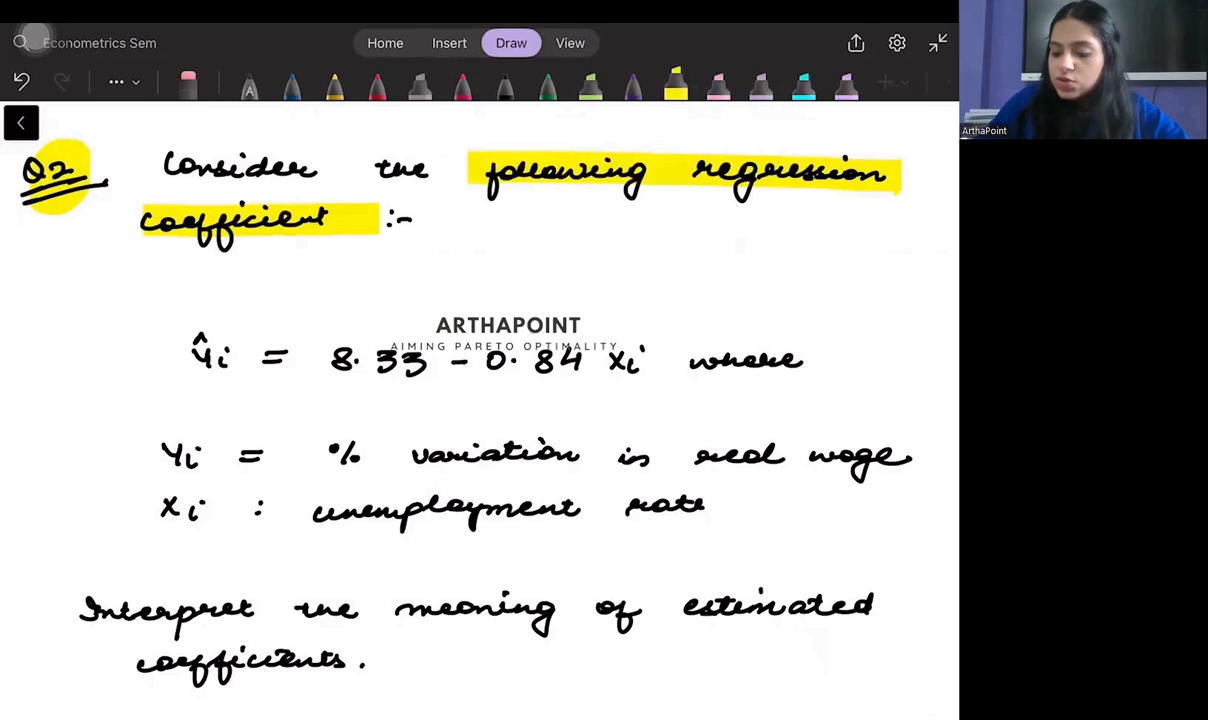 Econometrics Sem
Home Insert Draw View
A
ArthaPoint
Q2 Consider the following regression
coefficient :-
ARTHAPOINT
AIMING PARETO OPTIMALITY
Ŷi = 8.33 - 0.84 Xi where
Yi = % variation in real wage
Xi : unemployment rate
Interpret the meaning of estimated
coefficients.